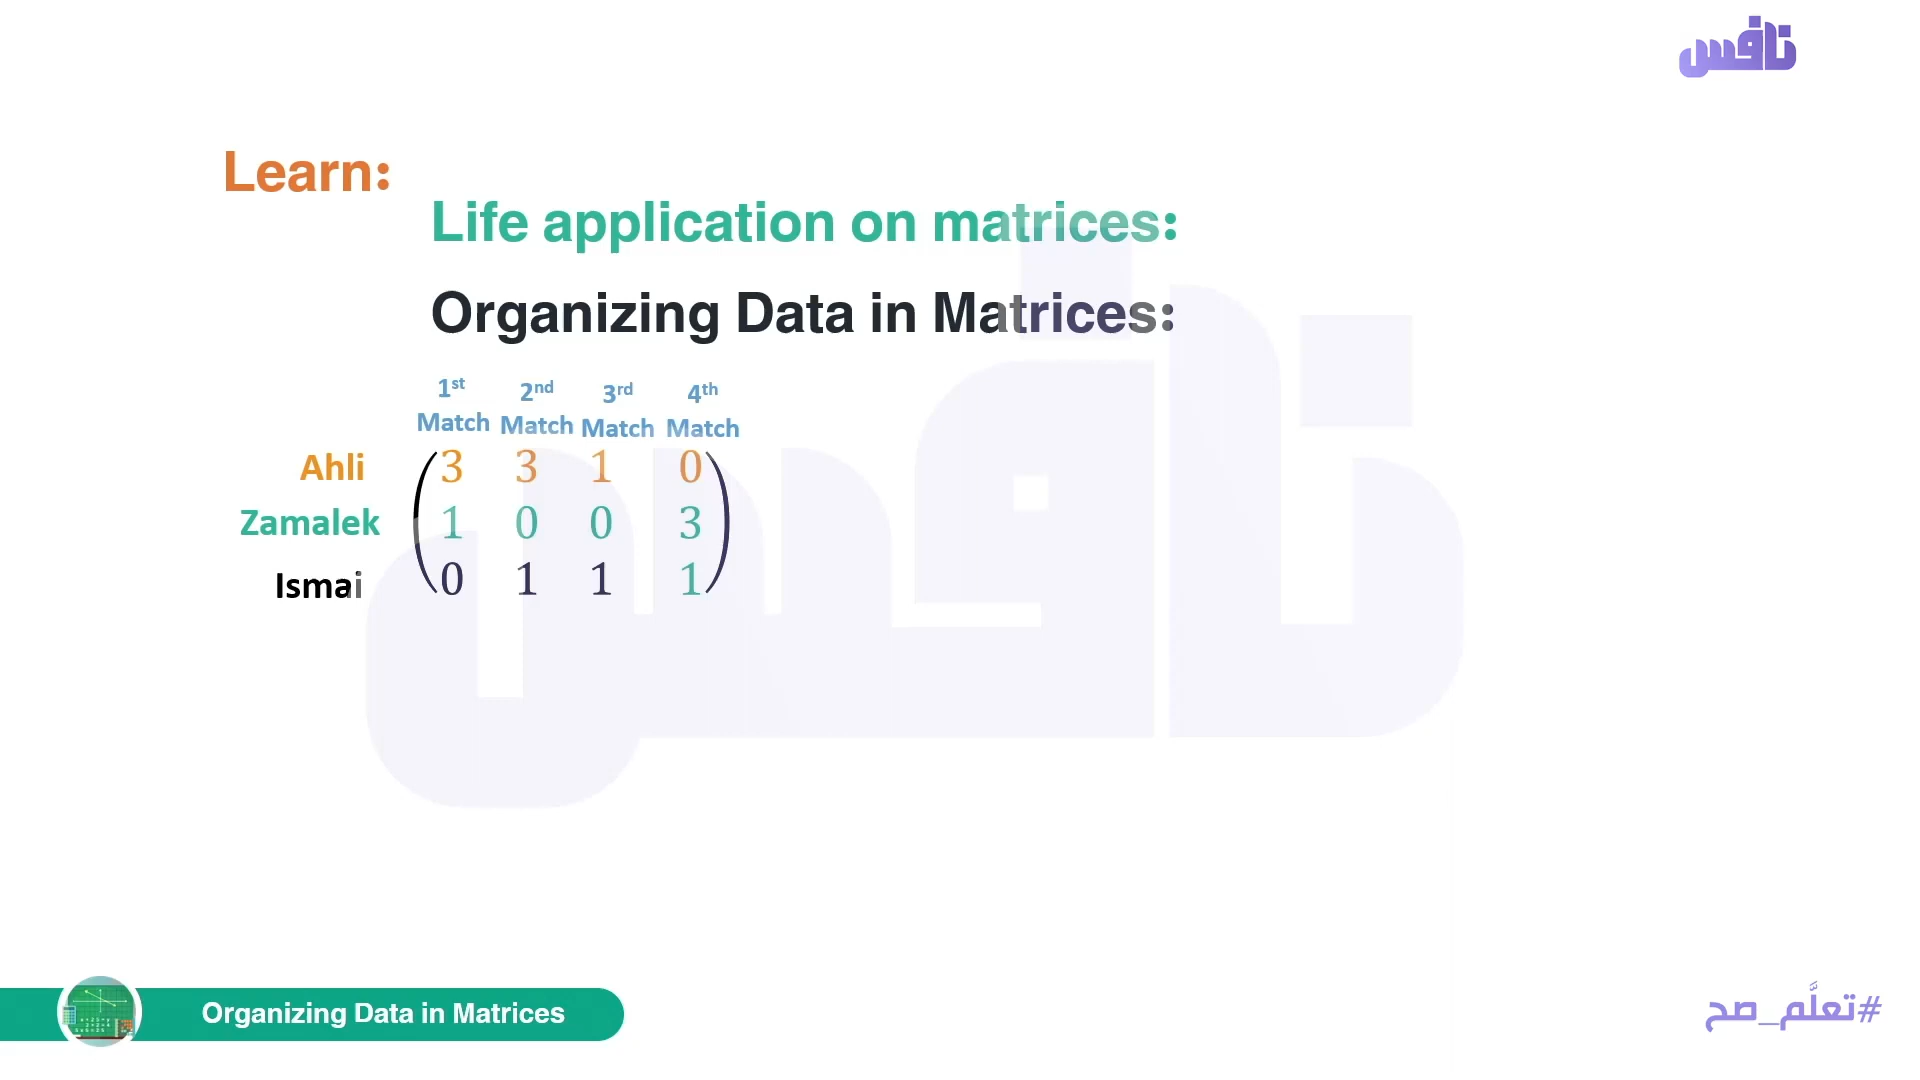 نافس
Learn:
Life application on matrices:
Organizing Data in Matrices:
1st Match 2nd Match 3rd Match 4th Match
Ahli 3 3 1 0
Zamalek 1 0 0 3
Ismai 0 1 1 1
Organizing Data in Matrices
#تعلَّم_صح